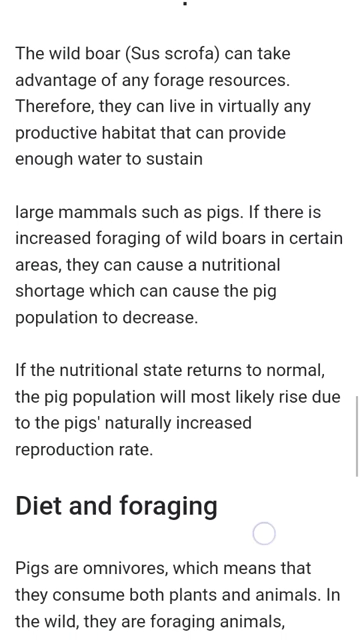 The wild boar (Sus scrofa) can take
advantage of any forage resources.
Therefore, they can live in virtually any
productive habitat that can provide
enough water to sustain
large mammals such as pigs. If there is
increased foraging of wild boars in certain
areas, they can cause a nutritional
shortage which can cause the pig
population to decrease.
If the nutritional state returns to normal,
the pig population will most likely rise due
to the pigs' naturally increased
reproduction rate.
Diet and foraging
Pigs are omnivores, which means that
they consume both plants and animals. In
the wild, they are foraging animals,